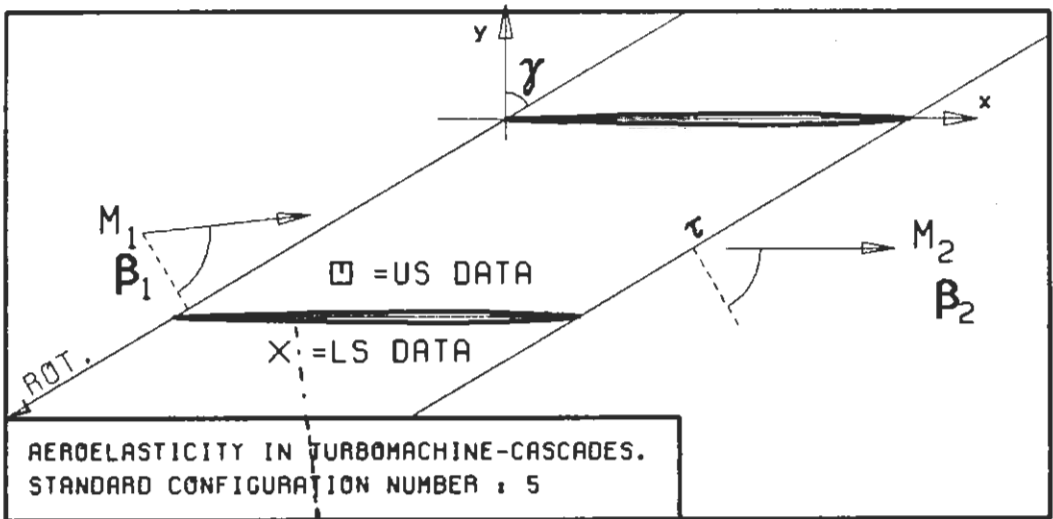 y
γ
x
M₁
β₁
τ
M₂
β₂
=US DATA
× =LS DATA
ROT.
AEROELASTICITY IN TURBOMACHINE-CASCADES.
STANDARD CONFIGURATION NUMBER : 5